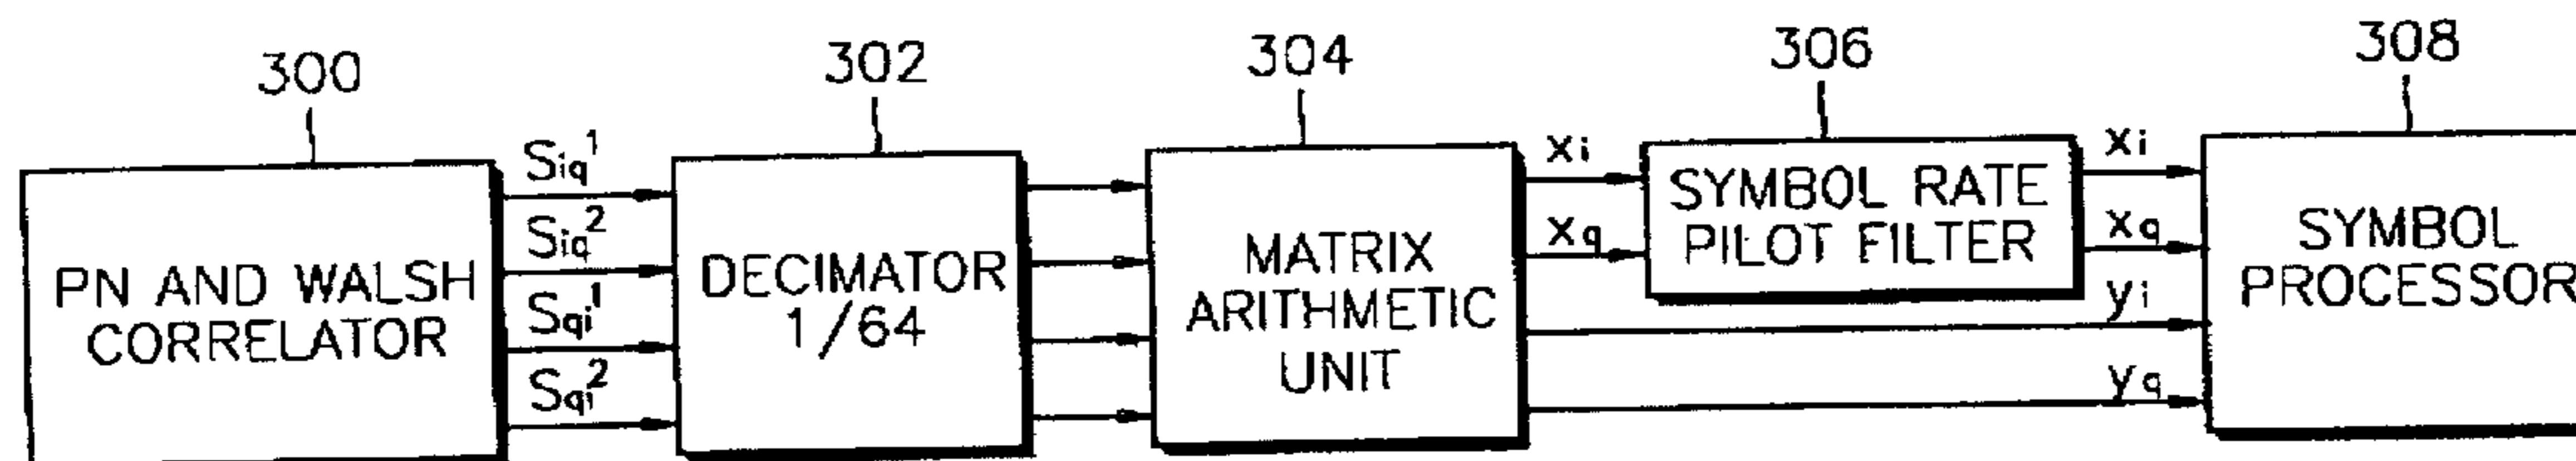 300
302
304
306
308
PN AND WALSH
CORRELATOR
Siq¹
Siq²
Sqi¹
Sqi²
DECIMATOR
1/64
MATRIX
ARITHMETIC
UNIT
xi
xq
SYMBOL RATE
PILOT FILTER
xi
xq
yi
yq
SYMBOL
PROCESSOR